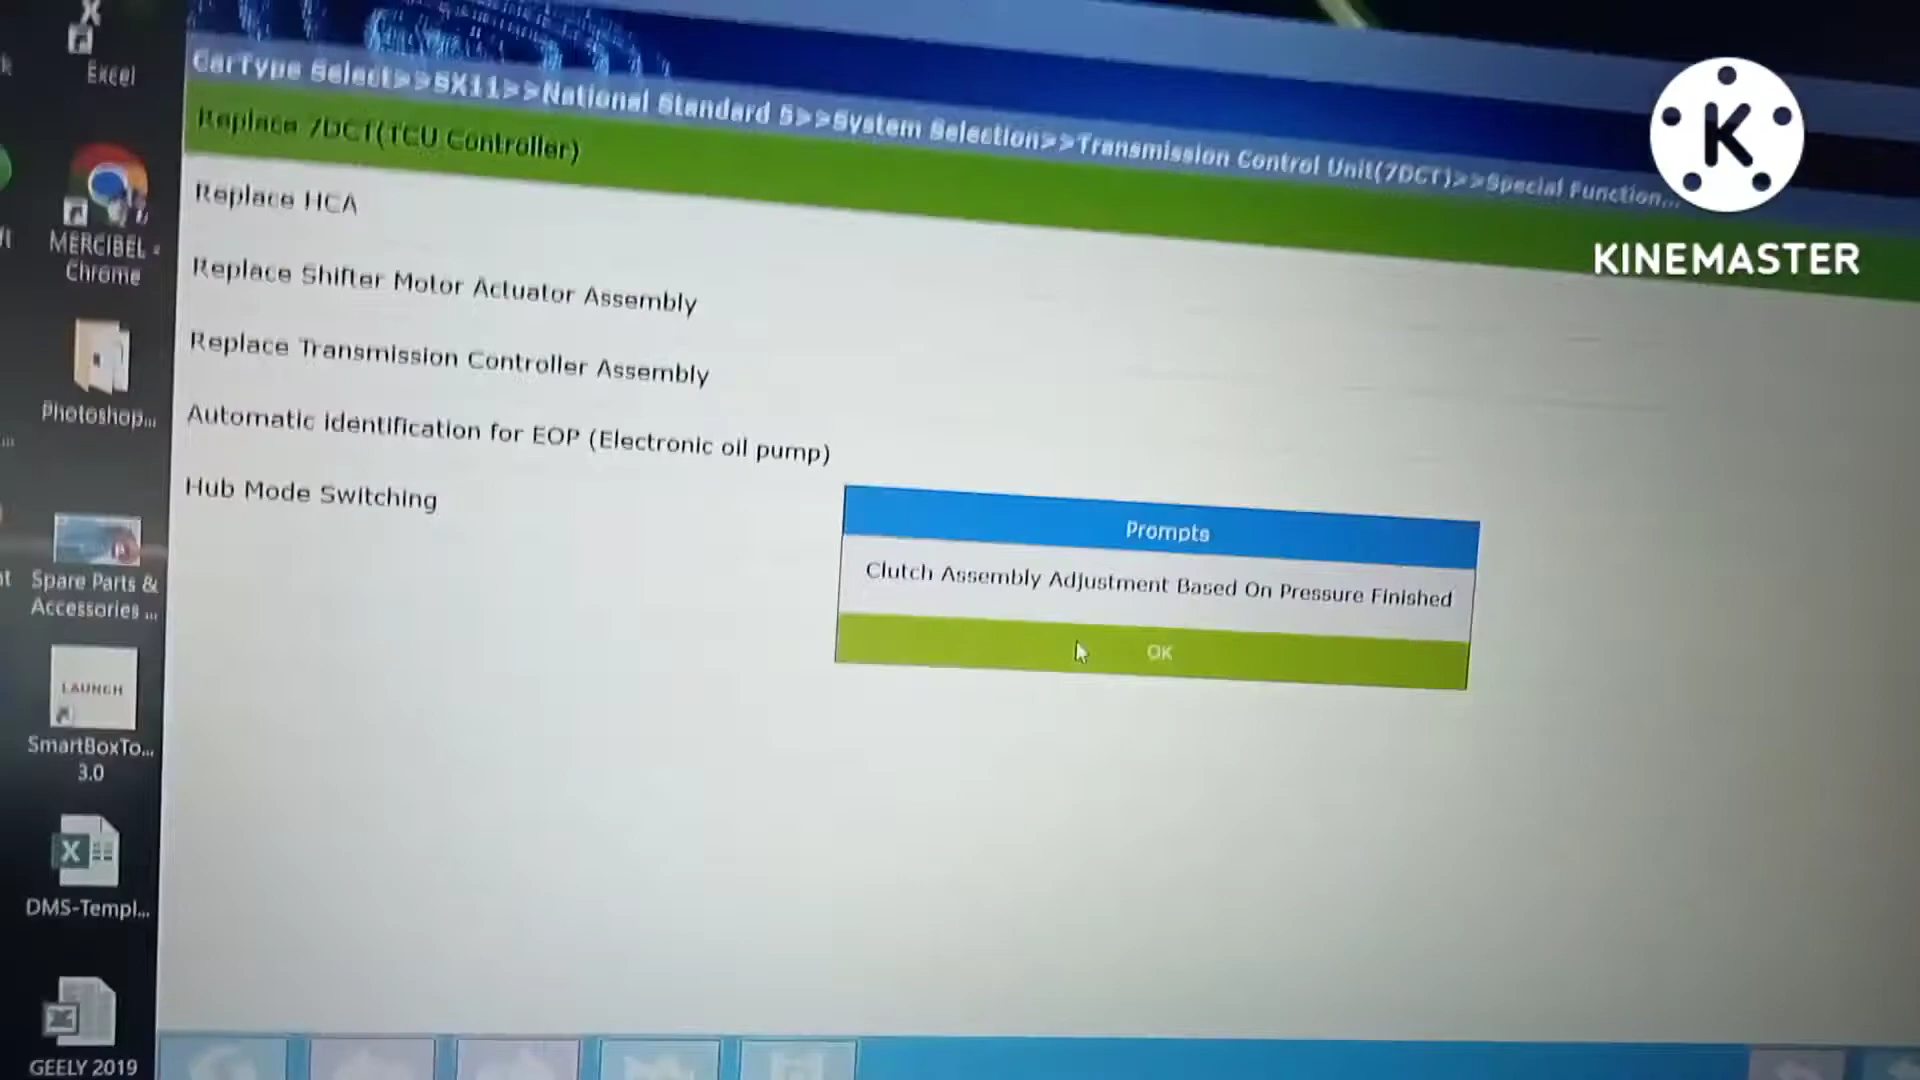 Excel
CarType Select>>SX11>>National Standard 5>>System Selection>>Transmission Control Unit(7DCT)>>Special Function...
Replace 7DCT(TCU Controller)
Replace HCA
Replace Shifter Motor Actuator Assembly
Replace Transmission Controller Assembly
Automatic identification for EOP (Electronic oil pump)
Hub Mode Switching
Prompts
Clutch Assembly Adjustment Based On Pressure Finished
OK
K
KINEMASTER
MERCIBEL -
Chrome
Photoshop...
Spare Parts &
Accessories ...
LAUNCH
SmartBoxTo...
3.0
DMS-Templ...
GEELY 2019